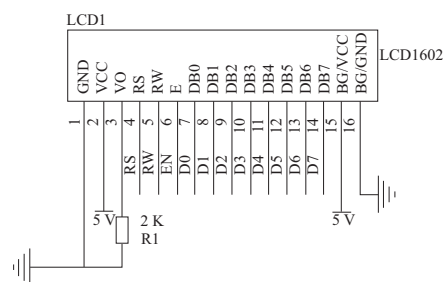 LCD1
LCD1602
GND
VCC
VO
RS
RW
E
DB0
DB1
DB2
DB3
DB4
DB5
DB6
DB7
BG/VCC
BG/GND
1
2
3
4
5
6
7
8
9
10
11
12
13
14
15
16
RS
RW
EN
D0
D1
D2
D3
D4
D5
D6
D7
5 V
2 K
R1
5 V